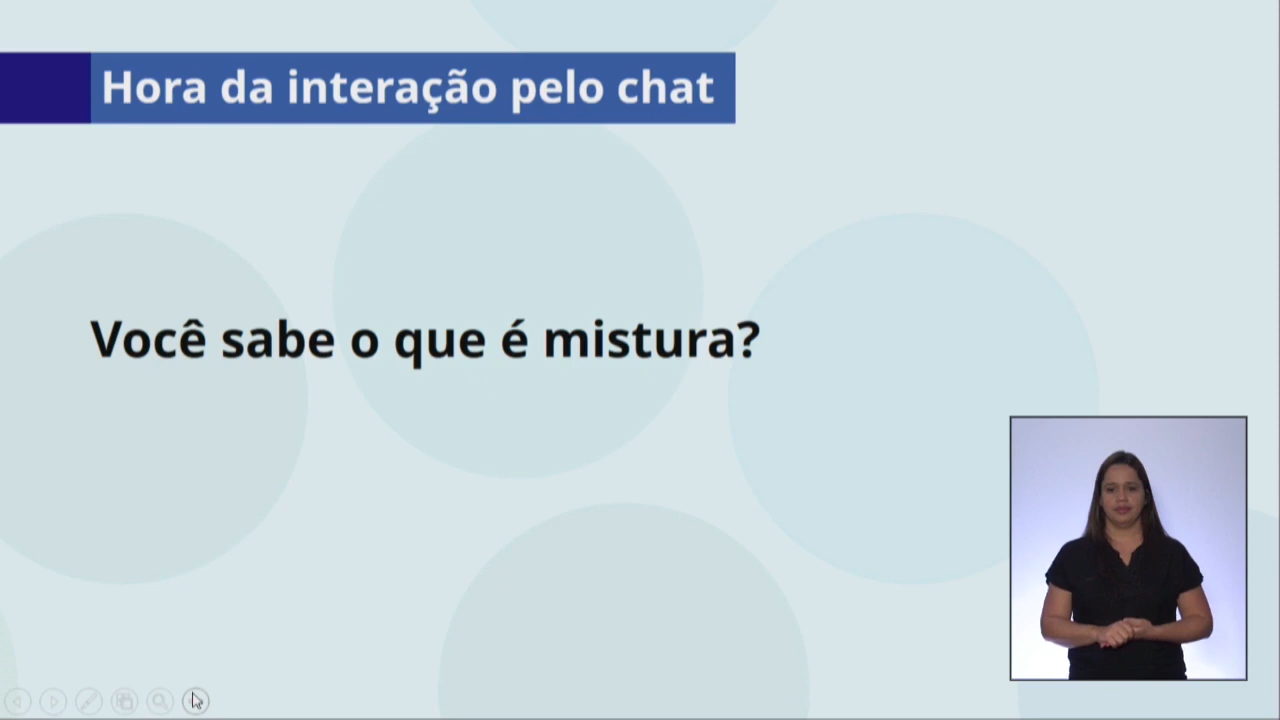 Hora da interação pelo chat
Você sabe o que é mistura?